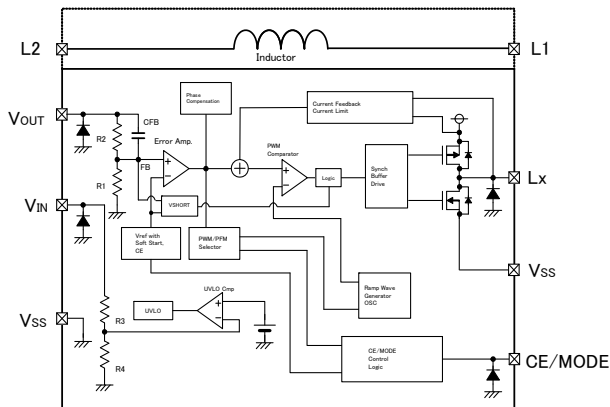 L2
L1
Inductor
VOUT
CFB
R2
Error Amp.
FB
R1
Phase
Compensation
Current Feedback
Current Limit
PWM
Comparator
Logic
Synch
Buffer
Drive
Lx
VIN
VSHORT
Vref with
Soft Start,
CE
PWM/PFM
Selector
VSS
UVLO Cmp
UVLO
R3
R4
Ramp Wave
Generator
OSC
VSS
CE/MODE
Control
Logic
CE/MODE